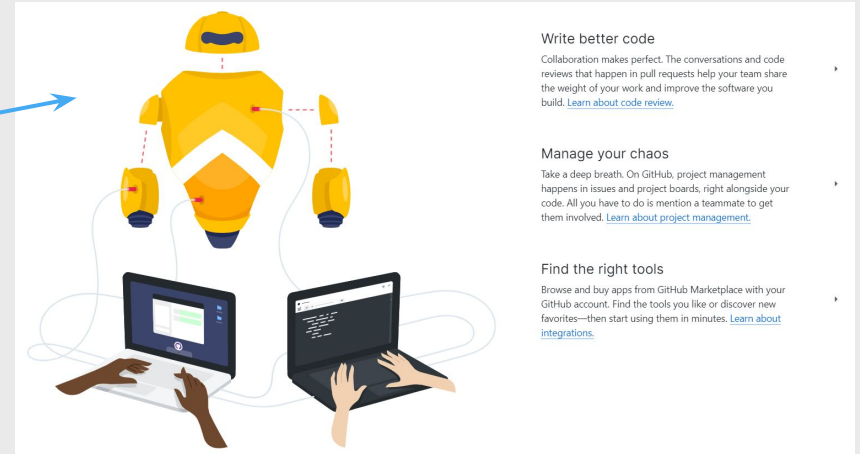 Write better code
Collaboration makes perfect. The conversations and code
reviews that happen in pull requests help your team share
the weight of your work and improve the software you
build. Learn about code review.
Manage your chaos
Take a deep breath. On GitHub, project management
happens in issues and project boards, right alongside your
code. All you have to do is mention a teammate to get
them involved. Learn about project management.
Find the right tools
Browse and buy apps from GitHub Marketplace with your
GitHub account. Find the tools you like or discover new
favorites—then start using them in minutes. Learn about
integrations.